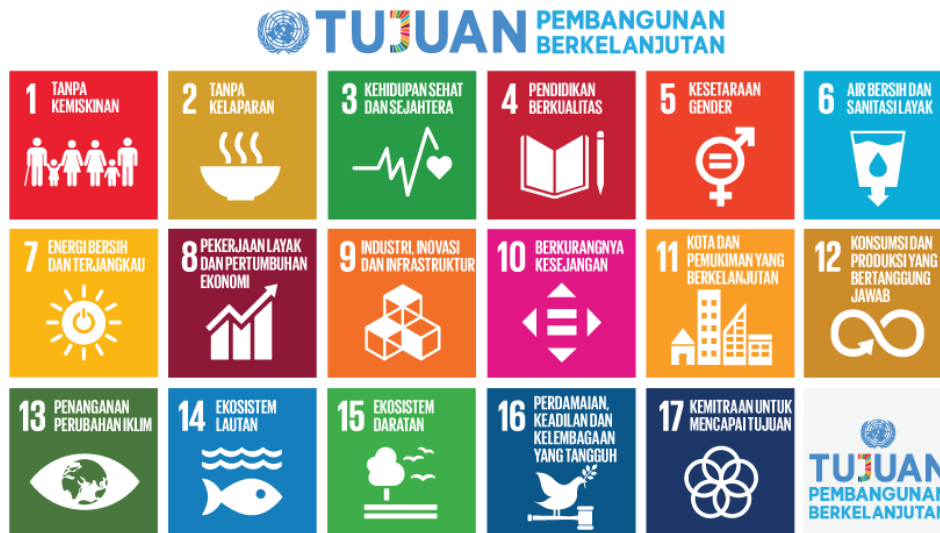 TUJUAN PEMBANGUNAN
BERKELANJUTAN
1 TANPA
KEMISKINAN
2 TANPA
KELAPARAN
3 KEHIDUPAN SEHAT
DAN SEJAHTERA
4 PENDIDIKAN
BERKUALITAS
5 KESETARAAN
GENDER
6 AIR BERSIH DAN
SANITASI LAYAK
7 ENERGI BERSIH
DAN TERJANGKAU
8 PEKERJAAN LAYAK
DAN PERTUMBUHAN
EKONOMI
9 INDUSTRI, INOVASI
DAN INFRASTRUKTUR
10 BERKURANGNYA
KESEJANGAN
11 KOTA DAN
PEMUKIMAN YANG
BERKELANJUTAN
12 KONSUMSI DAN
PRODUKSI YANG
BERTANGGUNG
JAWAB
13 PENANGANAN
PERUBAHAN IKLIM
14 EKOSISTEM
LAUTAN
15 EKOSISTEM
DARATAN
16 PERDAMAIAN,
KEADILAN DAN
KELEMBAGAAN
YANG TANGGUH
17 KEMITRAAN UNTUK
MENCAPAI TUJUAN
TUJUAN
PEMBANGUNAN
BERKELANJUTAN